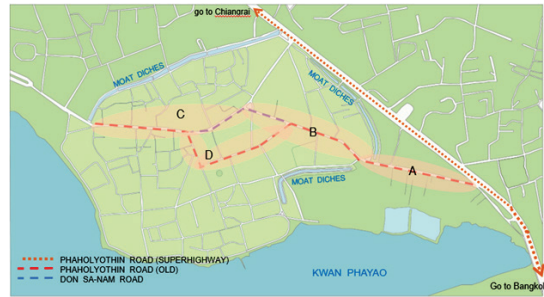 go to Chiangrai
MOAT DICHES
MOAT DICHES
C
B
D
A
MOAT DICHES
PHAHOLYOTHIN ROAD (SUPERHIGHWAY)
PHAHOLYOTHIN ROAD (OLD)
DON SA-NAM ROAD
KWAN PHAYAO
Go to Bangkok